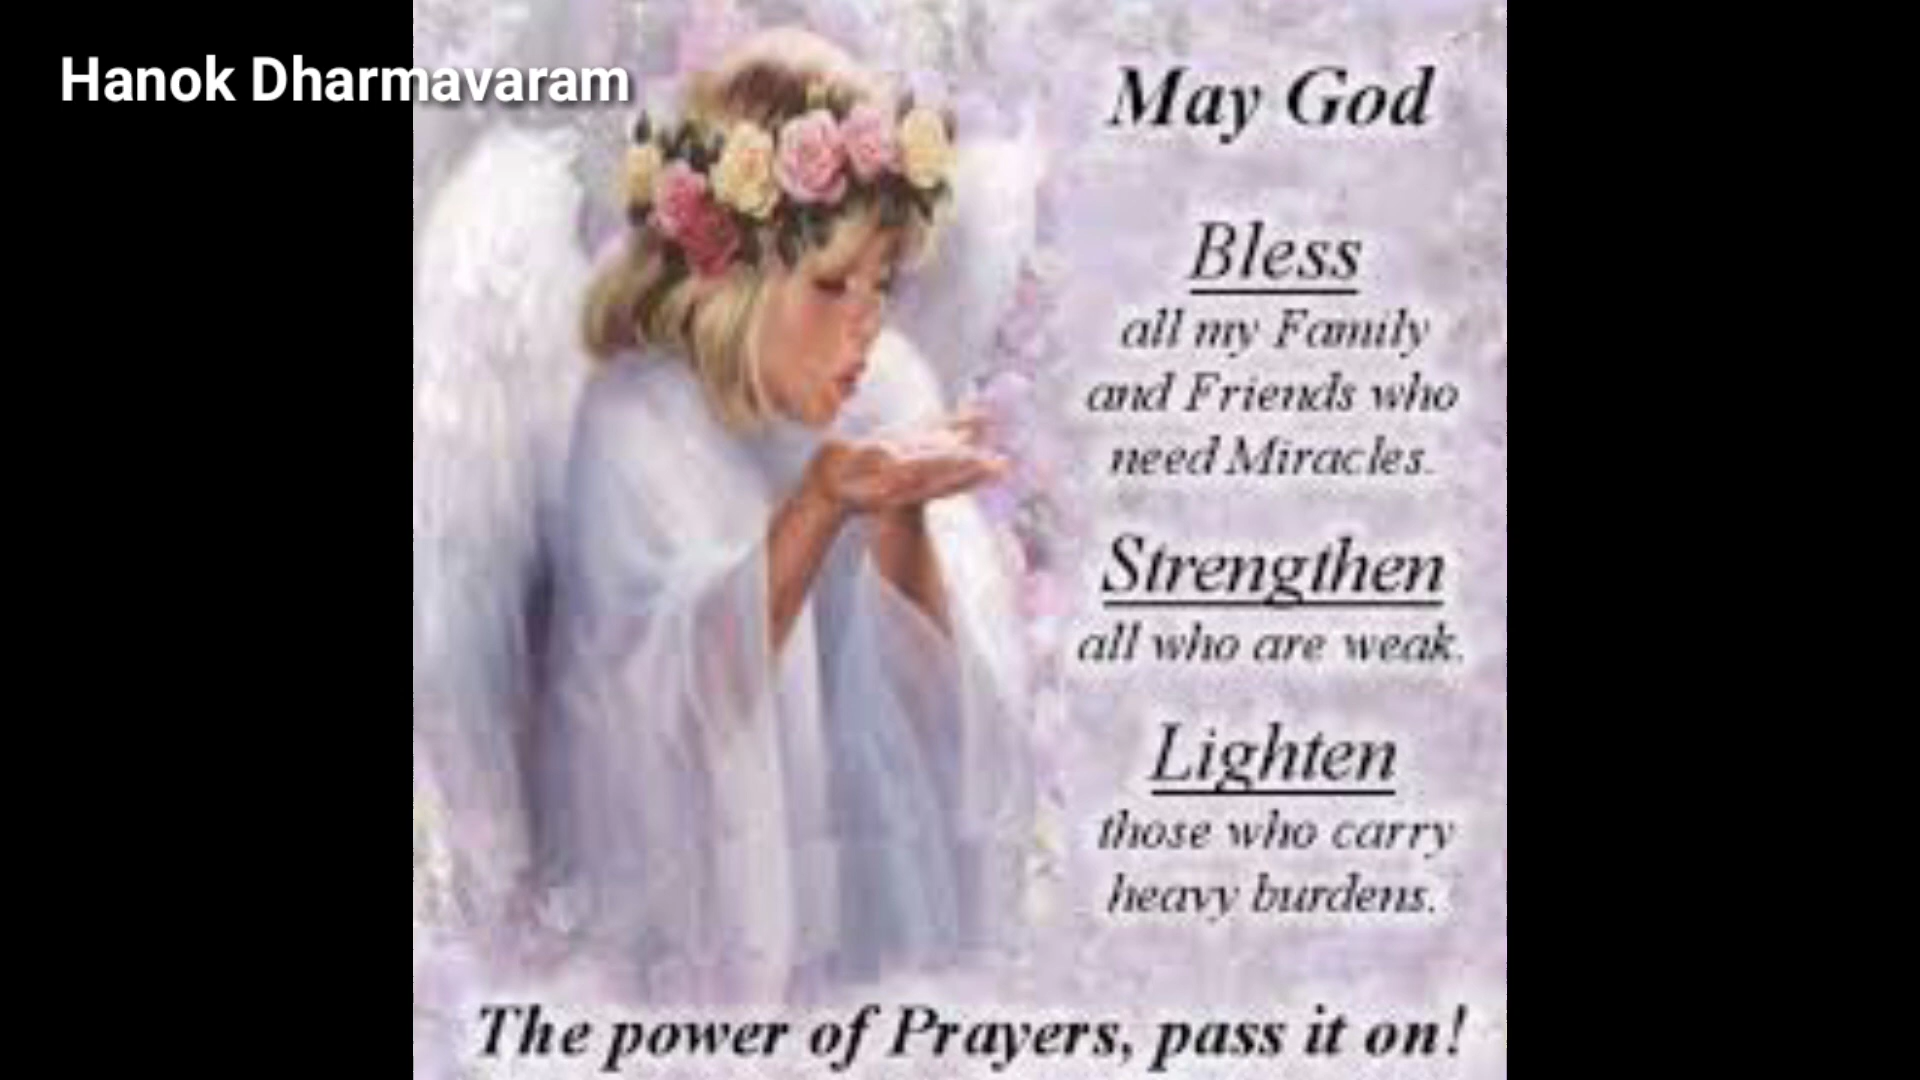 Hanok Dharmavaram
May God
Bless
all my Family
and Friends who
need Miracles.
Strengthen
all who are weak.
Lighten
those who carry
heavy burdens.
The power of Prayers, pass it on!